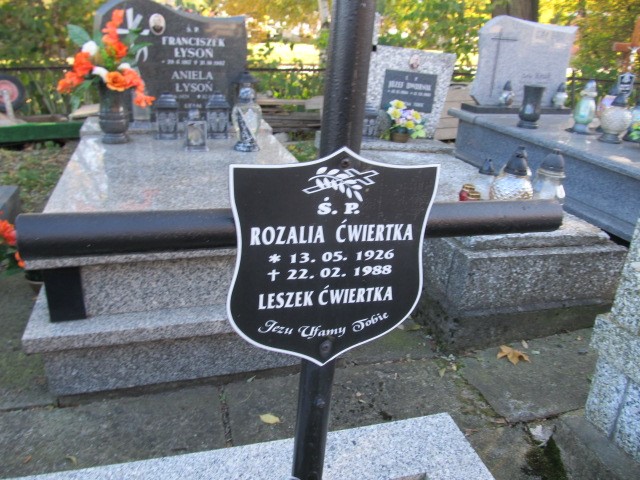 FRANCISZEK
ŁYSOŃ
ANIELA
ŁYSOŃ
Ś. P.
ROZALIA ĆWIERTKA
* 13. 05. 1926
† 22. 02. 1988
LESZEK ĆWIERTKA
Jezu Ufamy Tobie